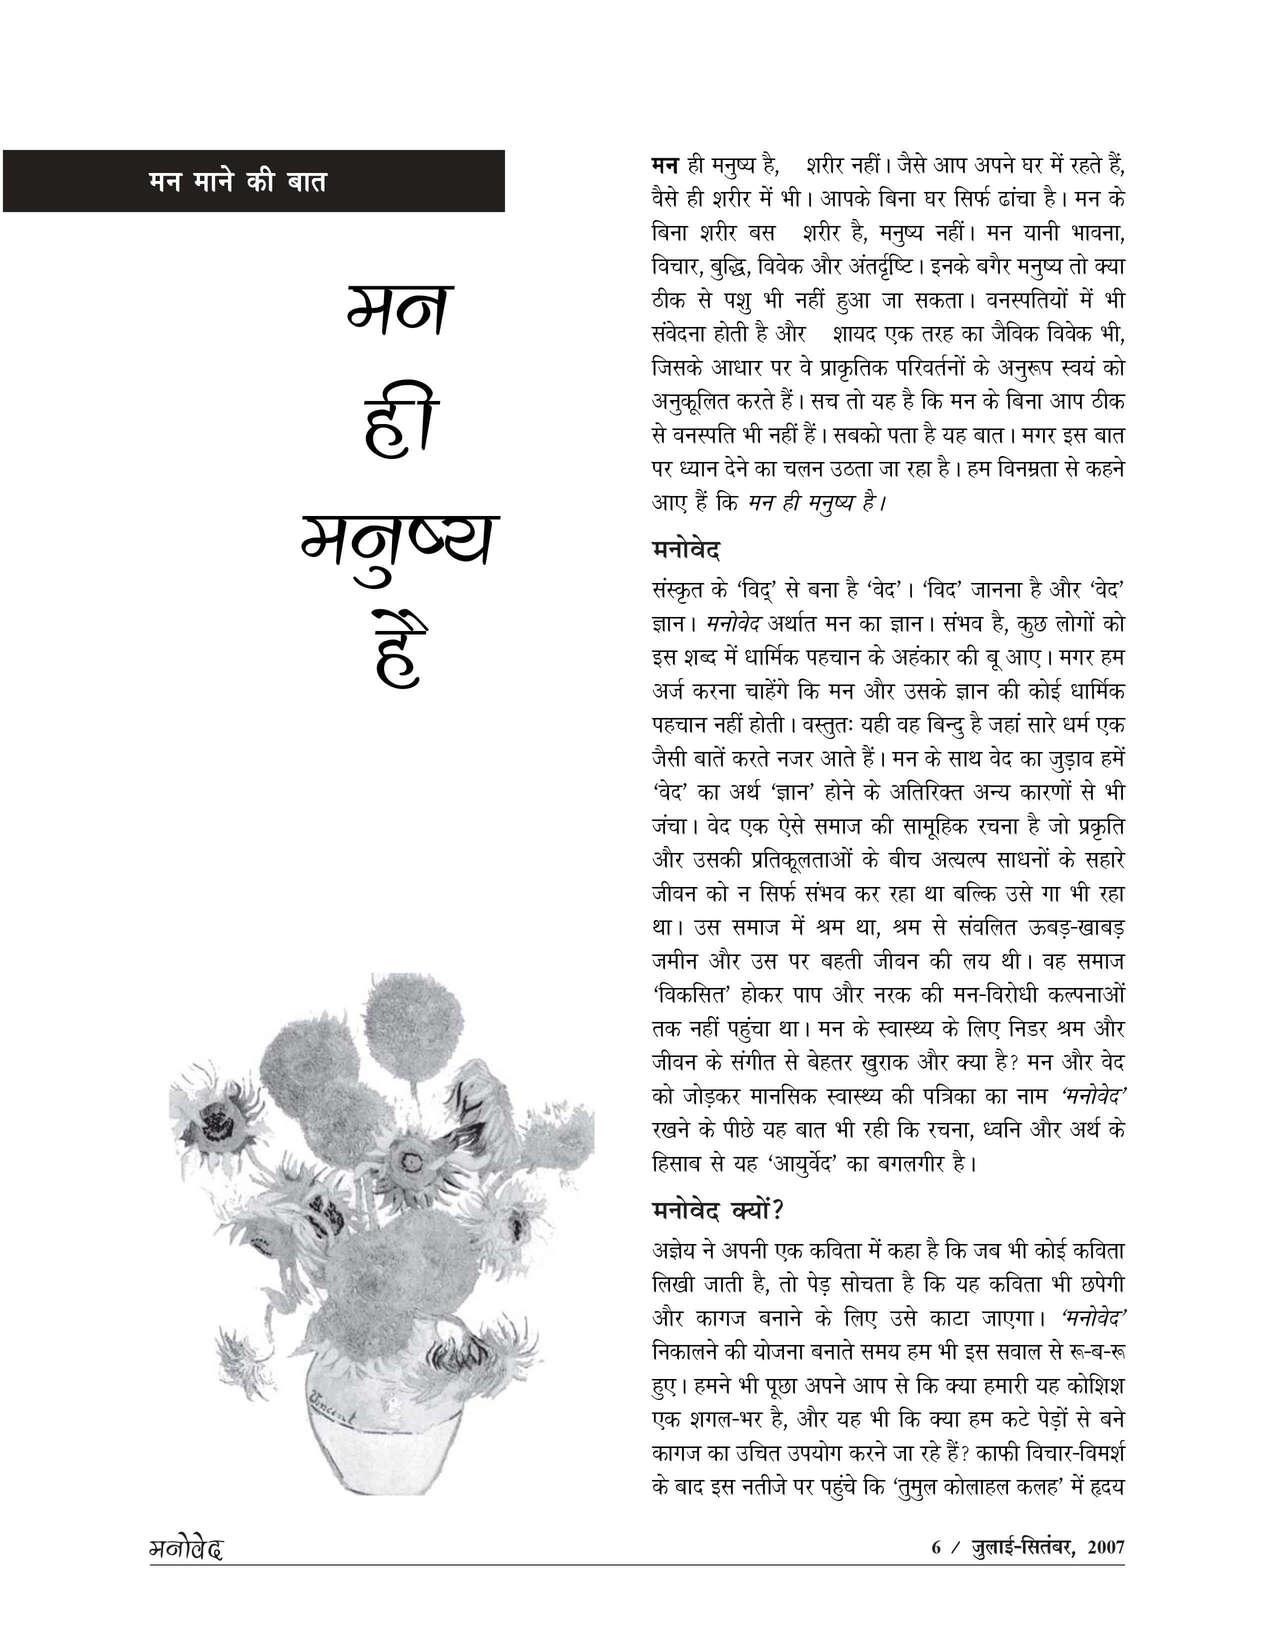 मन माने की बात
मन
ही
मनुष्य
है
मन ही मनुष्य है, शरीर नहीं। जैसे आप अपने घर में रहते हैं,
वैसे ही शरीर में भी। आपके बिना घर सिर्फ ढांचा है। मन के
बिना शरीर बस शरीर है, मनुष्य नहीं। मन यानी भावना,
विचार, बुद्धि, विवेक और अंतर्दृष्टि। इनके बगैर मनुष्य तो क्या
ठीक से पशु भी नहीं हुआ जा सकता। वनस्पतियों में भी
संवेदना होती है और शायद एक तरह का जैविक विवेक भी,
जिसके आधार पर वे प्राकृतिक परिवर्तनों के अनुरूप स्वयं को
अनुकूलित करते हैं। सच तो यह है कि मन के बिना आप ठीक
से वनस्पति भी नहीं हैं। सबको पता है यह बात। मगर इस बात
पर ध्यान देने का चलन उठता जा रहा है। हम विनम्रता से कहने
आए हैं कि मन ही मनुष्य है।
मनोवेद
संस्कृत के ‘विद्’ से बना है ‘वेद’। ‘विद’ जानना है और ‘वेद’
ज्ञान। मनोवेद अर्थात मन का ज्ञान। संभव है, कुछ लोगों को
इस शब्द में धार्मिक पहचान के अहंकार की बू आए। मगर हम
अर्ज करना चाहेंगे कि मन और उसके ज्ञान की कोई धार्मिक
पहचान नहीं होती। वस्तुतः यही वह बिन्दु है जहां सारे धर्म एक
जैसी बातें करते नजर आते हैं। मन के साथ वेद का जुड़ाव हमें
‘वेद’ का अर्थ ‘ज्ञान’ होने के अतिरिक्त अन्य कारणों से भी
जंचा। वेद एक ऐसे समाज की सामूहिक रचना है जो प्रकृति
और उसकी प्रतिकूलताओं के बीच अत्यल्प साधनों के सहारे
जीवन को न सिर्फ संभव कर रहा था बल्कि उसे गा भी रहा
था। उस समाज में श्रम था, श्रम से संवलित ऊबड़-खाबड़
जमीन और उस पर बहती जीवन की लय थी। वह समाज
‘विकसित’ होकर पाप और नरक की मन-विरोधी कल्पनाओं
तक नहीं पहुंचा था। मन के स्वास्थ्य के लिए निडर श्रम और
जीवन के संगीत से बेहतर खुराक और क्या है? मन और वेद
को जोड़कर मानसिक स्वास्थ्य की पत्रिका का नाम ‘मनोवेद’
रखने के पीछे यह बात भी रही कि रचना, ध्वनि और अर्थ के
हिसाब से यह ‘आयुर्वेद’ का बगलगीर है।
मनोवेद क्यों?
अज्ञेय ने अपनी एक कविता में कहा है कि जब भी कोई कविता
लिखी जाती है, तो पेड़ सोचता है कि यह कविता भी छपेगी
और कागज बनाने के लिए उसे काटा जाएगा। ‘मनोवेद’
निकालने की योजना बनाते समय हम भी इस सवाल से रू-ब-रू
हुए। हमने भी पूछा अपने आप से कि क्या हमारी यह कोशिश
एक शगल-भर है, और यह भी कि क्या हम कटे पेड़ों से बने
कागज का उचित उपयोग करने जा रहे हैं? काफी विचार-विमर्श
के बाद इस नतीजे पर पहुंचे कि ‘तुमुल कोलाहल कलह’ में हृदय
Vincent
मनोवेद
6 / जुलाई-सितंबर, 2007